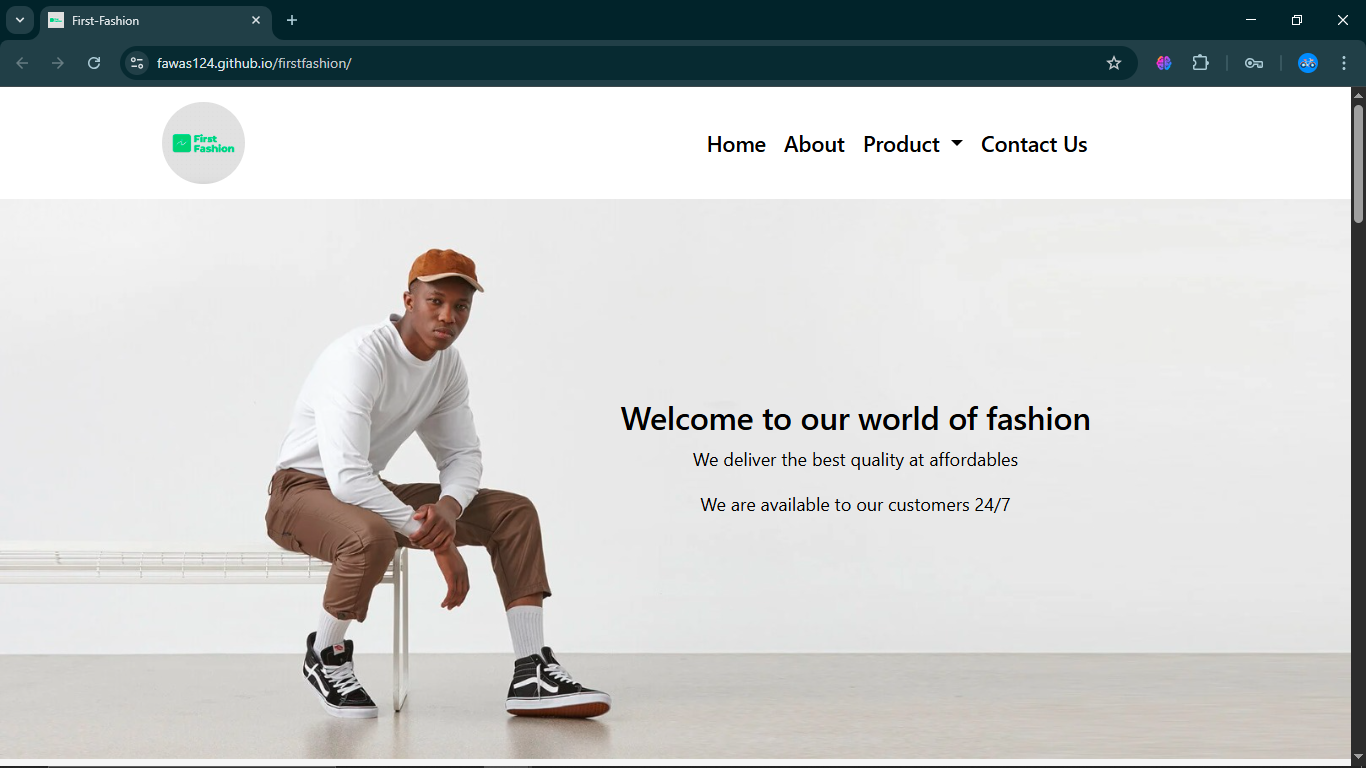 First-Fashion
fawas124.github.io/firstfashion/
First
Fashion
Home About Product Contact Us
Welcome to our world of fashion
We deliver the best quality at affordables
We are available to our customers 24/7